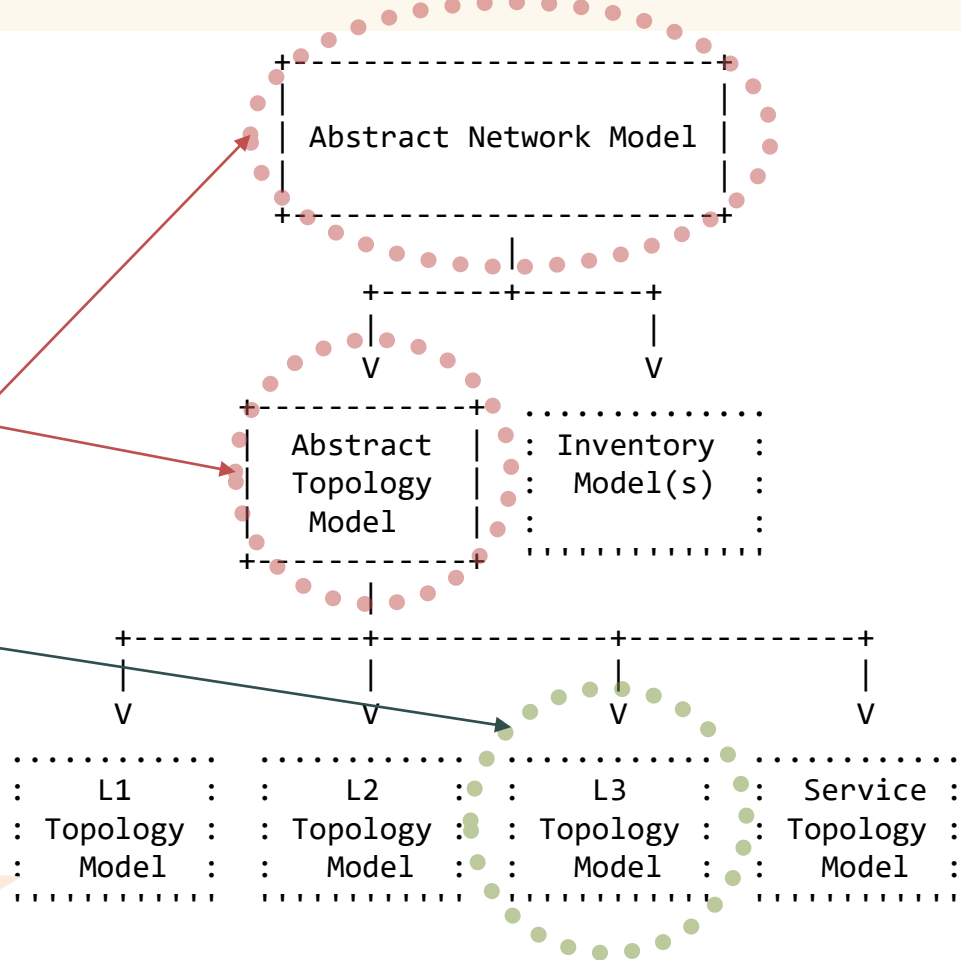 +-------------------------+
|                         |
| Abstract Network Model  |
|                         |
+-------------------------+
             |
     +-------+-------+
     |               |
     V               V
+-------------+  ..............
|  Abstract   |  : Inventory  :
|  Topology   |  :  Model(s)  :
|   Model     |  :            :
+-------------+  ''''''''''''''
       |
+-------------+-------------+-------------+
|             |             |             |
V             V             V             V
............  ............  ............  ............
:    L1    :  :    L2    :  :    L3    :  :  Service :
: Topology :  : Topology :  : Topology :  : Topology :
:   Model  :  :   Model  :  :   Model  :  :   Model  :
''''''''''''  ''''''''''''  ''''''''''''  ''''''''''''